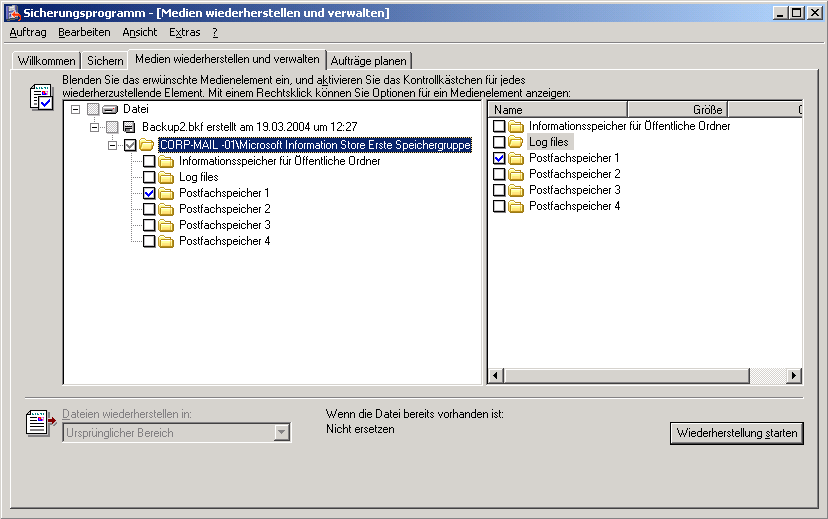 Sicherungsprogramm - [Medien wiederherstellen und verwalten]
Auftrag Bearbeiten Ansicht Extras ?
Willkommen Sichern Medien wiederherstellen und verwalten Aufträge planen
Blenden Sie das erwünschte Medienelement ein, und aktivieren Sie das Kontrollkästchen für jedes
wiederherzustellende Element. Mit einem Rechtsklick können Sie Optionen für ein Medienelement anzeigen:
Datei
Backup2.bkf erstellt am 19.03.2004 um 12:27
CORP-MAIL -01\Microsoft Information Store Erste Speichergruppe
Informationsspeicher für Öffentliche Ordner
Log files
Postfachspeicher 1
Postfachspeicher 2
Postfachspeicher 3
Postfachspeicher 4
Name Größe
Informationsspeicher für Öffentliche Ordner
Log files
Postfachspeicher 1
Postfachspeicher 2
Postfachspeicher 3
Postfachspeicher 4
Dateien wiederherstellen in:
Ursprünglicher Bereich
Wenn die Datei bereits vorhanden ist:
Nicht ersetzen
Wiederherstellung starten